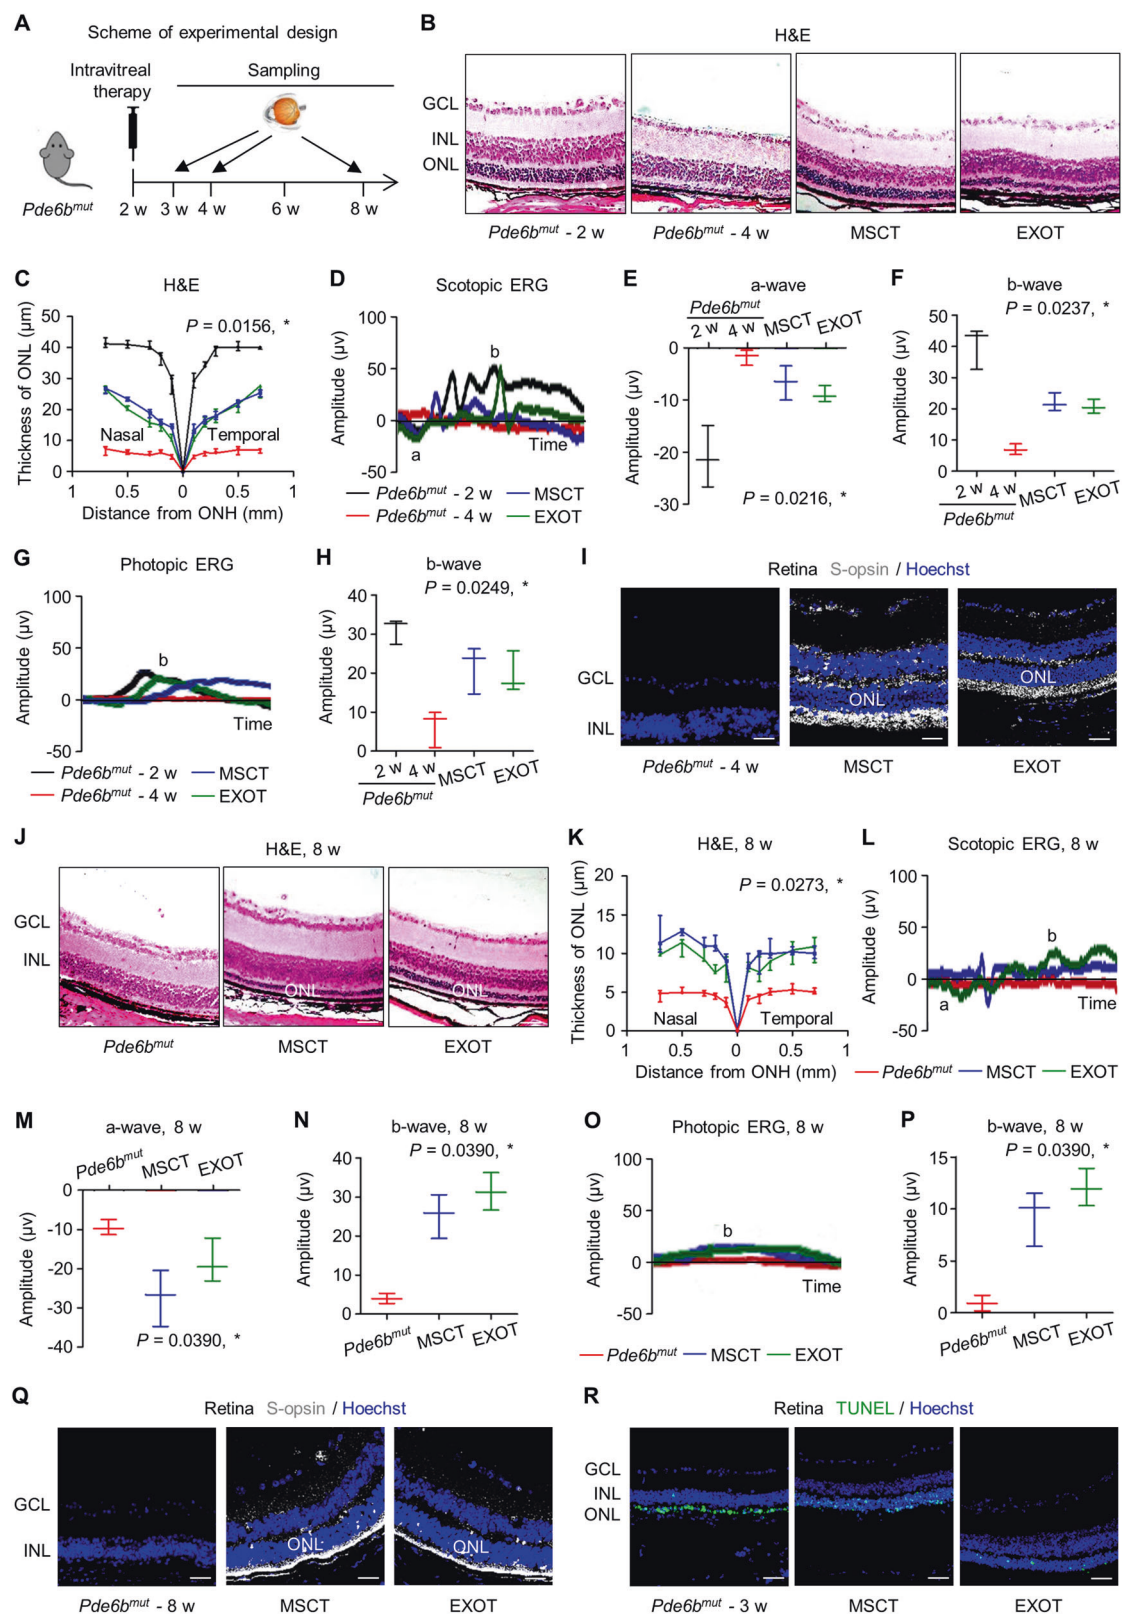 A
Scheme of experimental design
Intravitreal
therapy
Sampling
Pde6b^mut
2 w
3 w
4 w
6 w
8 w
B
H&E
GCL
INL
ONL
Pde6b^mut - 2 w
Pde6b^mut - 4 w
MSCT
EXOT
C
H&E
P = 0.0156, *
Thickness of ONL (μm)
50
40
30
20
10
0
Nasal
Temporal
1 0.5 0 0.5 1
Distance from ONH (mm)
D
Scotopic ERG
Amplitude (μv)
100
50
0
-50
a
b
Time
Pde6b^mut - 2 w
Pde6b^mut - 4 w
MSCT
EXOT
E
a-wave
Pde6b^mut
2 w 4 w MSCT EXOT
Amplitude (μv)
0
-10
-20
-30
P = 0.0216, *
F
b-wave
P = 0.0237, *
Amplitude (μv)
50
40
30
20
10
0
2 w 4 w MSCT EXOT
Pde6b^mut
G
Photopic ERG
Amplitude (μv)
100
50
0
-50
b
Time
Pde6b^mut - 2 w
Pde6b^mut - 4 w
MSCT
EXOT
H
b-wave
P = 0.0249, *
Amplitude (μv)
40
30
20
10
0
2 w 4 w MSCT EXOT
Pde6b^mut
I
Retina S-opsin / Hoechst
GCL
INL
ONL
ONL
Pde6b^mut - 4 w
MSCT
EXOT
J
H&E, 8 w
GCL
INL
ONL
ONL
Pde6b^mut
MSCT
EXOT
K
H&E, 8 w
P = 0.0273, *
Thickness of ONL (μm)
20
15
10
5
0
Nasal
Temporal
1 0.5 0 0.5 1
Distance from ONH (mm)
L
Scotopic ERG, 8 w
Amplitude (μv)
100
50
0
-50
a
b
Time
Pde6b^mut
MSCT
EXOT
M
a-wave, 8 w
Pde6b^mut MSCT EXOT
Amplitude (μv)
0
-10
-20
-30
-40
P = 0.0390, *
N
b-wave, 8 w
P = 0.0390, *
Amplitude (μv)
40
30
20
10
0
Pde6b^mut MSCT EXOT
O
Photopic ERG, 8 w
Amplitude (μv)
100
50
0
-50
b
Time
Pde6b^mut
MSCT
EXOT
P
b-wave, 8 w
P = 0.0390, *
Amplitude (μv)
15
10
5
0
Pde6b^mut MSCT EXOT
Q
Retina S-opsin / Hoechst
GCL
INL
ONL
ONL
Pde6b^mut - 8 w
MSCT
EXOT
R
Retina TUNEL / Hoechst
GCL
INL
ONL
Pde6b^mut - 3 w
MSCT
EXOT